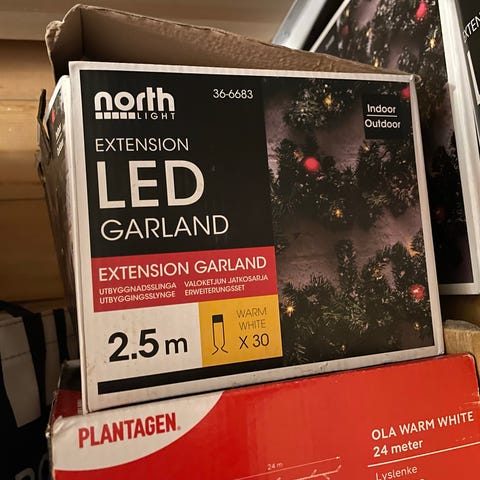 north
LIGHT
36-6683
Indoor
Outdoor
EXTENSION
LED
GARLAND
EXTENSION GARLAND
UTBYGGNADSSLINGA VALOKETJUN JATKOSARJA
UTBYGGINGSSLYNGE ERWEITERUNGSSET
2.5 m
WARM
WHITE
X 30
PLANTAGEN
OLA WARM WHITE
24 meter
Lyslenke
24 m